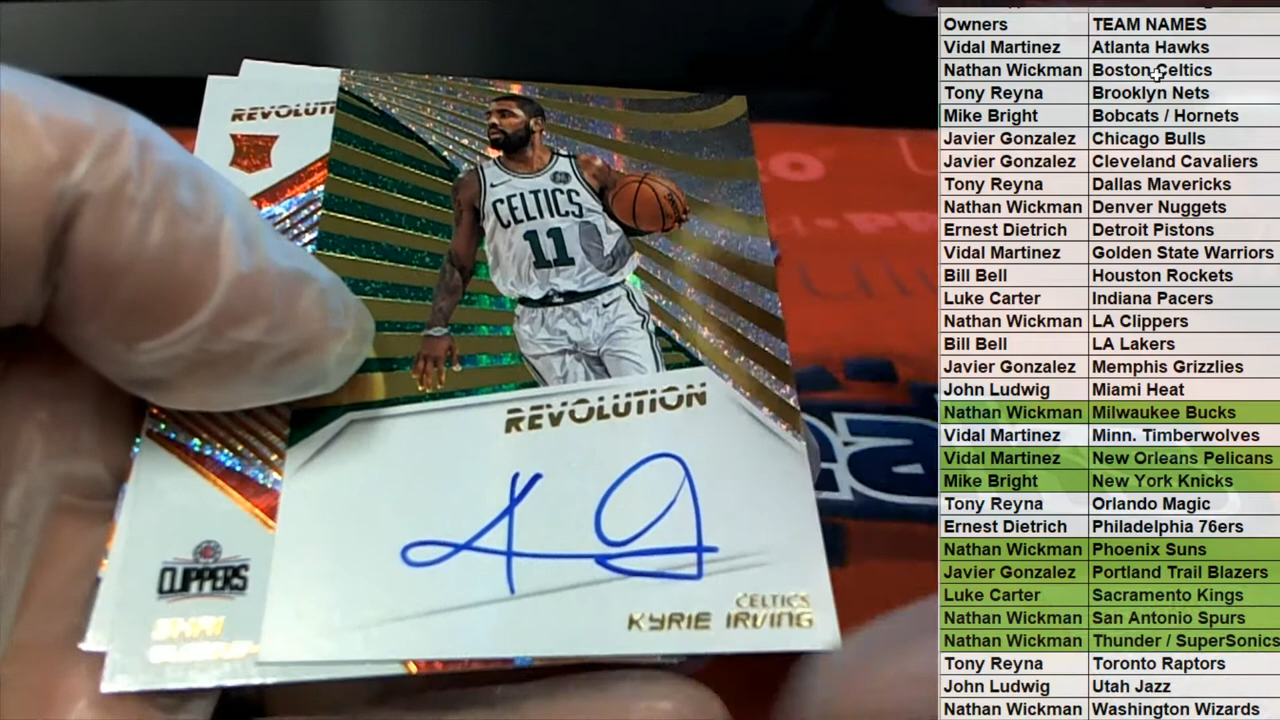 REVOLUTI
CELTICS
11
REVOLUTION
CLIPPERS
SHAI
CELTICS
KYRIE IRVING
Owners TEAM NAMES
Vidal Martinez Atlanta Hawks
Nathan Wickman Boston Celtics
Tony Reyna Brooklyn Nets
Mike Bright Bobcats / Hornets
Javier Gonzalez Chicago Bulls
Javier Gonzalez Cleveland Cavaliers
Tony Reyna Dallas Mavericks
Nathan Wickman Denver Nuggets
Ernest Dietrich Detroit Pistons
Vidal Martinez Golden State Warriors
Bill Bell Houston Rockets
Luke Carter Indiana Pacers
Nathan Wickman LA Clippers
Bill Bell LA Lakers
Javier Gonzalez Memphis Grizzlies
John Ludwig Miami Heat
Nathan Wickman Milwaukee Bucks
Vidal Martinez Minn. Timberwolves
Vidal Martinez New Orleans Pelicans
Mike Bright New York Knicks
Tony Reyna Orlando Magic
Ernest Dietrich Philadelphia 76ers
Nathan Wickman Phoenix Suns
Javier Gonzalez Portland Trail Blazers
Luke Carter Sacramento Kings
Nathan Wickman San Antonio Spurs
Nathan Wickman Thunder / SuperSonics
Tony Reyna Toronto Raptors
John Ludwig Utah Jazz
Nathan Wickman Washington Wizards